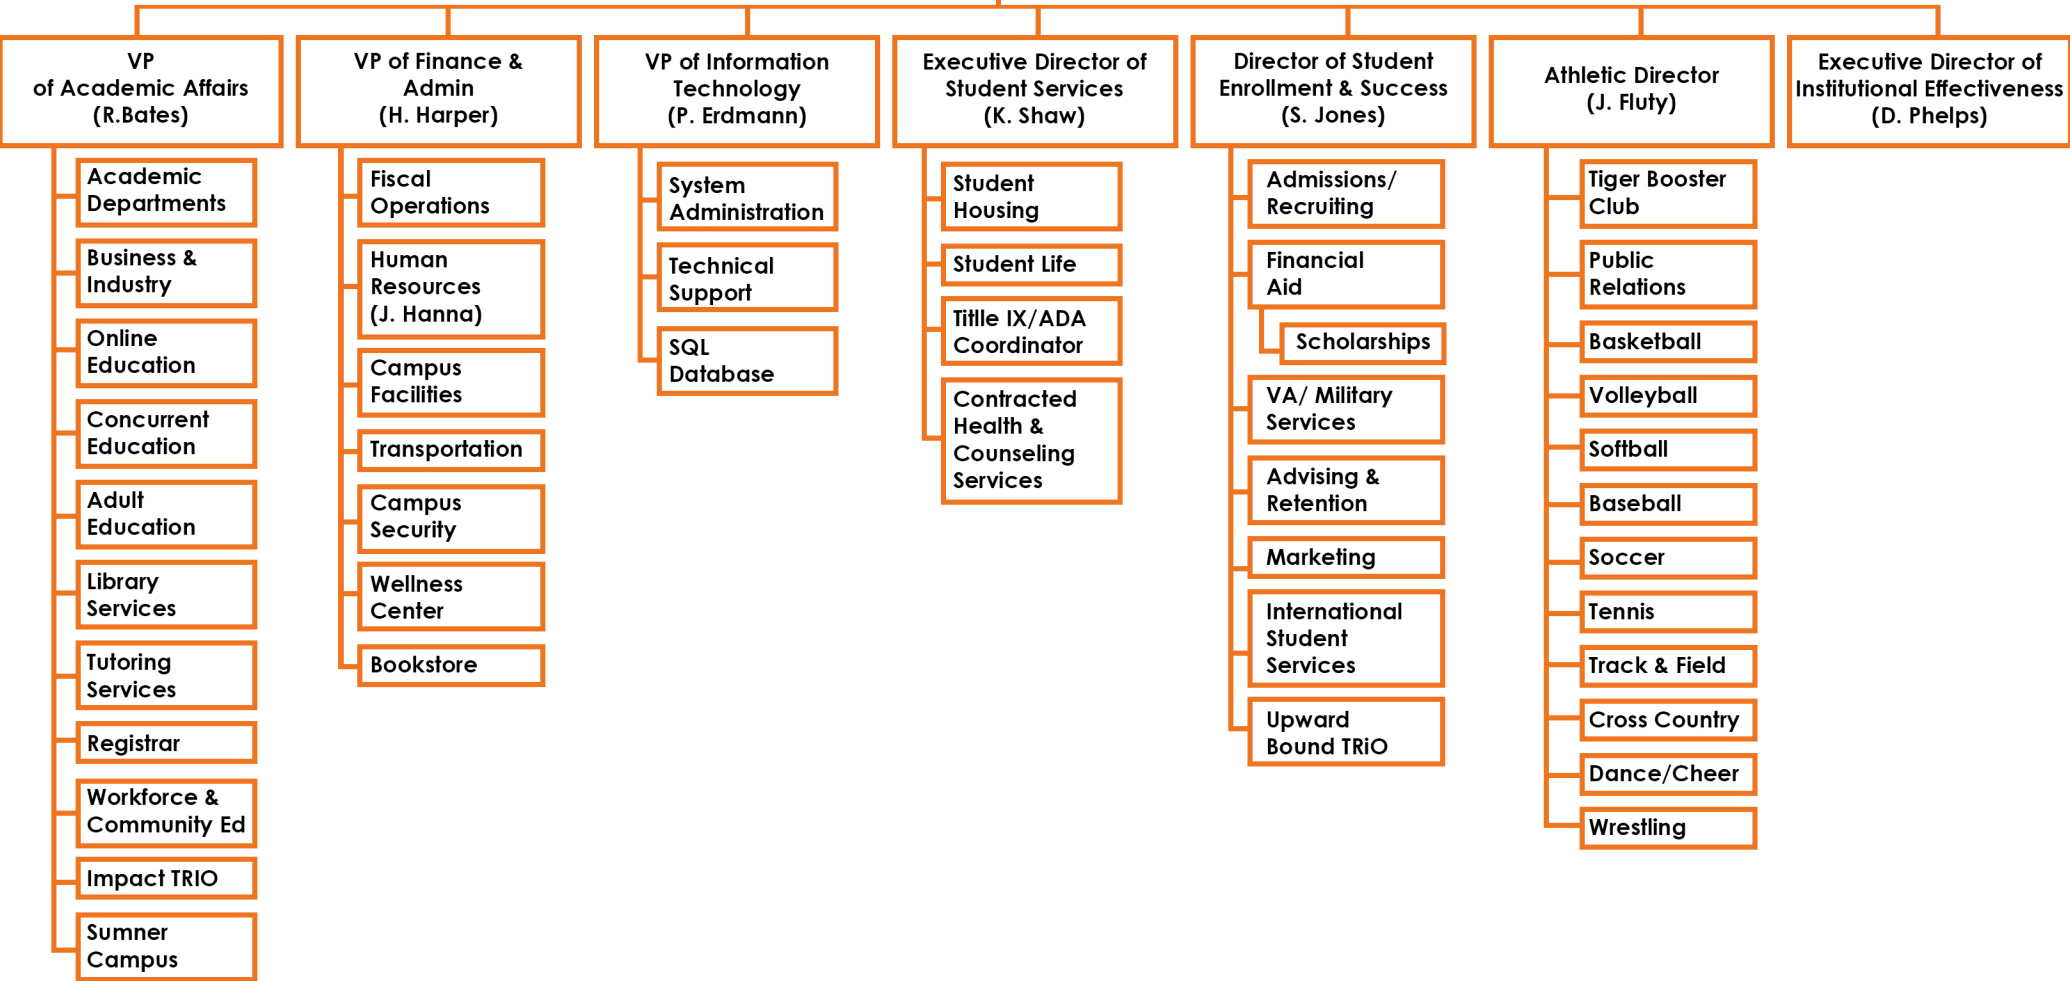 VP
of Academic Affairs
(R.Bates)
Academic
Departments
Business &
Industry
Online
Education
Concurrent
Education
Adult
Education
Library
Services
Tutoring
Services
Registrar
Workforce &
Community Ed
Impact TRIO
Sumner
Campus
VP of Finance &
Admin
(H. Harper)
Fiscal
Operations
Human
Resources
(J. Hanna)
Campus
Facilities
Transportation
Campus
Security
Wellness
Center
Bookstore
VP of Information
Technology
(P. Erdmann)
System
Administration
Technical
Support
SQL
Database
Executive Director of
Student Services
(K. Shaw)
Student
Housing
Student Life
Titlle IX/ADA
Coordinator
Contracted
Health &
Counseling
Services
Director of Student
Enrollment & Success
(S. Jones)
Admissions/
Recruiting
Financial
Aid
Scholarships
VA/ Military
Services
Advising &
Retention
Marketing
International
Student
Services
Upward
Bound TRiO
Athletic Director
(J. Fluty)
Tiger Booster
Club
Public
Relations
Basketball
Volleyball
Softball
Baseball
Soccer
Tennis
Track & Field
Cross Country
Dance/Cheer
Wrestling
Executive Director of
Institutional Effectiveness
(D. Phelps)